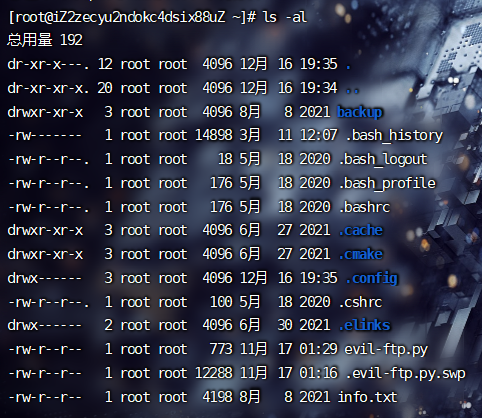 [root@iZ2zecyu2ndokc4dsix88uZ ~]# ls -al
总用量 192
dr-xr-x---. 12 root root 4096 12月 16 19:35 .
dr-xr-xr-x. 20 root root 4096 12月 16 19:34 ..
drwxr-xr-x 3 root root 4096 8月 8 2021 backup
-rw------- 1 root root 14898 3月 11 12:07 .bash_history
-rw-r--r--. 1 root root 18 5月 18 2020 .bash_logout
-rw-r--r--. 1 root root 176 5月 18 2020 .bash_profile
-rw-r--r--. 1 root root 176 5月 18 2020 .bashrc
drwxr-xr-x 3 root root 4096 6月 27 2021 .cache
drwxr-xr-x 3 root root 4096 6月 27 2021 .cmake
drwx------ 3 root root 4096 12月 16 19:35 .config
-rw-r--r--. 1 root root 100 5月 18 2020 .cshrc
drwx------ 2 root root 4096 6月 30 2021 .elinks
-rw-r--r-- 1 root root 773 11月 17 01:29 evil-ftp.py
-rw-r--r-- 1 root root 12288 11月 17 01:16 .evil-ftp.py.swp
-rw-r--r-- 1 root root 4198 8月 8 2021 info.txt